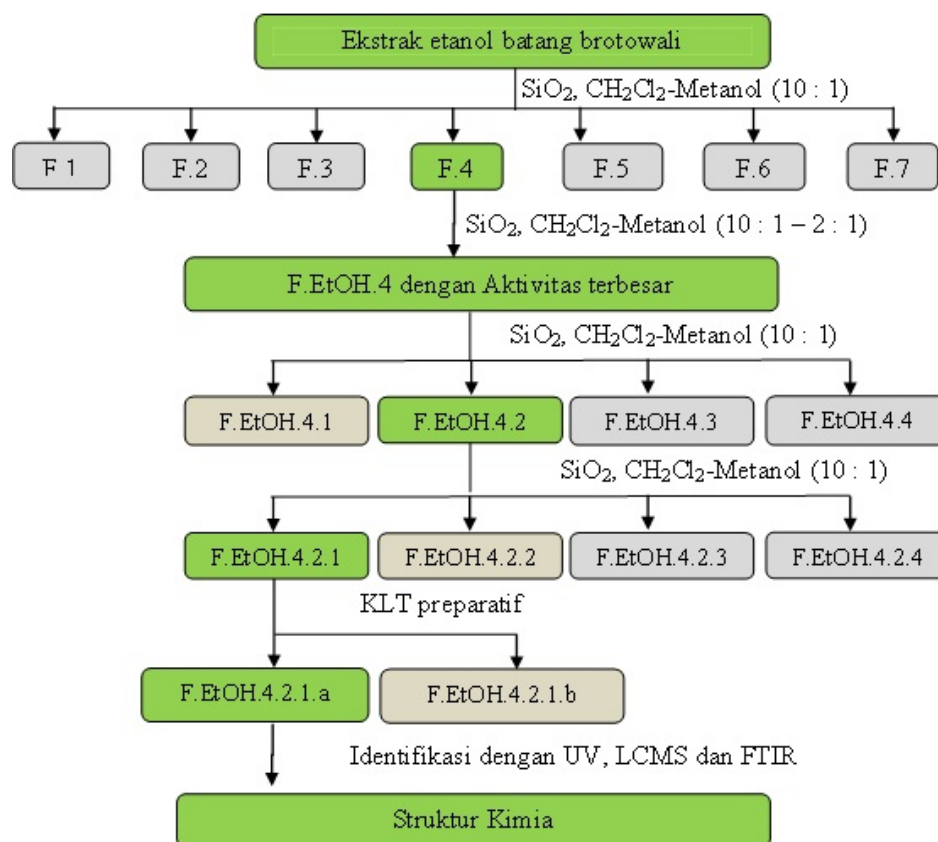 Ekstrak etanol batang brotowali
SiO₂, CH₂Cl₂-Metanol (10 : 1)
F.1
F.2
F.3
F.4
F.5
F.6
F.7
SiO₂, CH₂Cl₂-Metanol (10 : 1 – 2 : 1)
F.EtOH.4 dengan Aktivitas terbesar
SiO₂, CH₂Cl₂-Metanol (10 : 1)
F.EtOH.4.1
F.EtOH.4.2
F.EtOH.4.3
F.EtOH.4.4
SiO₂, CH₂Cl₂-Metanol (10 : 1)
F.EtOH.4.2.1
F.EtOH.4.2.2
F.EtOH.4.2.3
F.EtOH.4.2.4
KLT preparatif
F.EtOH.4.2.1.a
F.EtOH.4.2.1.b
Identifikasi dengan UV, LCMS dan FTIR
Struktur Kimia